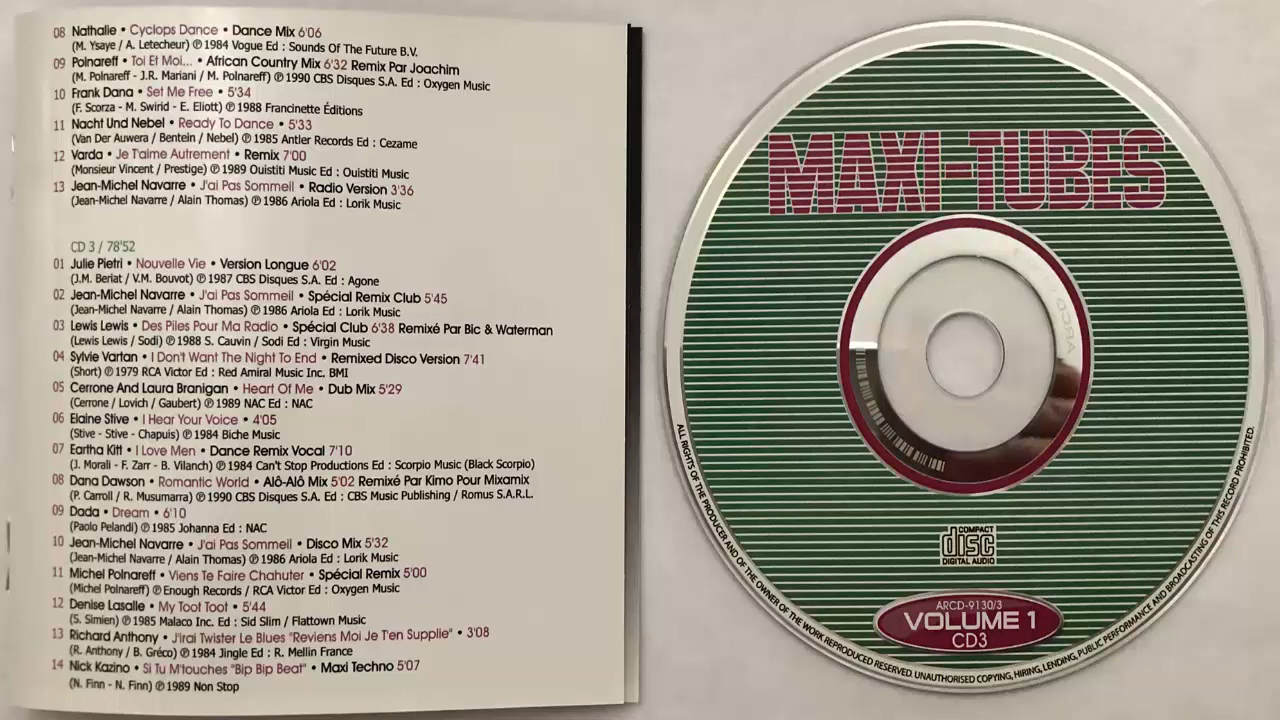 08 Nathalie • Cyclops Dance • Dance Mix 6'06
(M. Ysaye / A. Letecheur) ℗ 1984 Vogue Ed : Sounds Of The Future B.V.
09 Polnareff • Toi Et Moi... • African Country Mix 6'32 Remix Par Joachim
(M. Polnareff - J.R. Mariani / M. Polnareff) ℗ 1990 CBS Disques S.A. Ed : Oxygen Music
10 Frank Dana • Set Me Free • 5'34
(F. Scorza - M. Swirid - E. Eliott) ℗ 1988 Francinette Éditions
11 Nacht Und Nebel • Ready To Dance • 5'33
(Van Der Auwera / Bentein / Nebel) ℗ 1985 Antler Records Ed : Cezame
12 Varda • Je T'aime Autrement • Remix 7'00
(Monsieur Vincent / Prestige) ℗ 1989 Ouistiti Music Ed : Ouistiti Music
13 Jean-Michel Navarre • J'ai Pas Sommeil • Radio Version 3'36
(Jean-Michel Navarre / Alain Thomas) ℗ 1986 Ariola Ed : Lorik Music
CD 3 / 78'52
01 Julie Pietri • Nouvelle Vie • Version Longue 6'02
(J.M. Beriat / V.M. Bouvot) ℗ 1987 CBS Disques S.A. Ed : Agone
02 Jean-Michel Navarre • J'ai Pas Sommeil • Spécial Remix Club 5'45
(Jean-Michel Navarre / Alain Thomas) ℗ 1986 Ariola Ed : Lorik Music
03 Lewis Lewis • Des Piles Pour Ma Radio • Spécial Club 6'38 Remixé Par Bic & Waterman
(Lewis Lewis / Sodi) ℗ 1988 S. Cauvin / Sodi Ed : Virgin Music
04 Sylvie Vartan • I Don't Want The Night To End • Remixed Disco Version 7'41
(Short) ℗ 1979 RCA Victor Ed : Red Amiral Music Inc. BMI
05 Cerrone And Laura Branigan • Heart Of Me • Dub Mix 5'29
(Cerrone / Lovich / Gaubert) ℗ 1989 NAC Ed : NAC
06 Elaine Stive • I Hear Your Voice • 4'05
(Stive - Stive - Chapuis) ℗ 1984 Biche Music
07 Eartha Kitt • I Love Men • Dance Remix Vocal 7'10
(J. Morali - F. Zarr - B. Vilanch) ℗ 1984 Can't Stop Productions Ed : Scorpio Music (Black Scorpio)
08 Dana Dawson • Romantic World • Alô-Alô Mix 5'02 Remixé Par Kimo Pour Mixamix
(P. Carroll / R. Musumarra) ℗ 1990 CBS Disques S.A. Ed : CBS Music Publishing / Romus S.A.R.L.
09 Dada • Dream • 6'10
(Paolo Pelandi) ℗ 1985 Johanna Ed : NAC
10 Jean-Michel Navarre • J'ai Pas Sommeil • Disco Mix 5'32
(Jean-Michel Navarre / Alain Thomas) ℗ 1986 Ariola Ed : Lorik Music
11 Michel Polnareff • Viens Te Faire Chahuter • Spécial Remix 5'00
(Michel Polnareff) ℗ Enough Records / RCA Victor Ed : Oxygen Music
12 Denise Lasalle • My Toot Toot • 5'44
(S. Simien) ℗ 1985 Malaco Inc. Ed : Sid Slim / Flattown Music
13 Richard Anthony • J'irai Twister Le Blues "Reviens Moi Je T'en Supplie" • 3'08
(R. Anthony / B. Gréco) ℗ 1984 Jingle Ed : R. Mellin France
14 Nick Kazino • Si Tu M'touches "Bip Bip Beat" • Maxi Techno 5'07
(N. Finn - N. Finn) ℗ 1989 Non Stop
MAXI-TUBES
COMPACT
disc
DIGITAL AUDIO
ARCD-9130/3
VOLUME 1
CD3
ALL RIGHTS OF THE PRODUCER AND OF THE OWNER OF THE WORK REPRODUCED RESERVED. UNAUTHORISED COPYING, HIRING, LENDING, PUBLIC PERFORMANCE AND BROADCASTING OF THIS RECORD PROHIBITED.